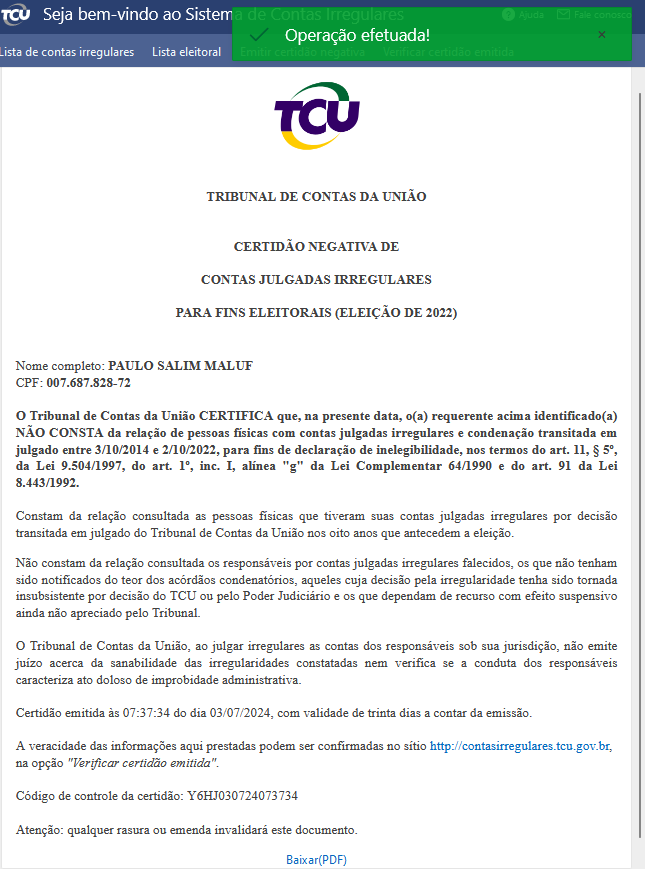 TCU Seja bem-vindo ao Sistema de Contas Irregulares
Ajuda
Fale conosco
Operação efetuada!
×
Lista de contas irregulares
Lista eleitoral
Emitir certidão negativa
Verificar certidão emitida
TCU
TRIBUNAL DE CONTAS DA UNIÃO
CERTIDÃO NEGATIVA DE
CONTAS JULGADAS IRREGULARES
PARA FINS ELEITORAIS (ELEIÇÃO DE 2022)
Nome completo: PAULO SALIM MALUF
CPF: 007.687.828-72
O Tribunal de Contas da União CERTIFICA que, na presente data, o(a) requerente acima identificado(a)
NÃO CONSTA da relação de pessoas físicas com contas julgadas irregulares e condenação transitada em
julgado entre 3/10/2014 e 2/10/2022, para fins de declaração de inelegibilidade, nos termos do art. 11, § 5º,
da Lei 9.504/1997, do art. 1º, inc. I, alínea "g" da Lei Complementar 64/1990 e do art. 91 da Lei
8.443/1992.
Constam da relação consultada as pessoas físicas que tiveram suas contas julgadas irregulares por decisão
transitada em julgado do Tribunal de Contas da União nos oito anos que antecedem a eleição.
Não constam da relação consultada os responsáveis por contas julgadas irregulares falecidos, os que não tenham
sido notificados do teor dos acórdãos condenatórios, aqueles cuja decisão pela irregularidade tenha sido tornada
insubsistente por decisão do TCU ou pelo Poder Judiciário e os que dependam de recurso com efeito suspensivo
ainda não apreciado pelo Tribunal.
O Tribunal de Contas da União, ao julgar irregulares as contas dos responsáveis sob sua jurisdição, não emite
juízo acerca da sanabilidade das irregularidades constatadas nem verifica se a conduta dos responsáveis
caracteriza ato doloso de improbidade administrativa.
Certidão emitida às 07:37:34 do dia 03/07/2024, com validade de trinta dias a contar da emissão.
A veracidade das informações aqui prestadas podem ser confirmadas no sítio http://contasirregulares.tcu.gov.br,
na opção "Verificar certidão emitida".
Código de controle da certidão: Y6HJ030724073734
Atenção: qualquer rasura ou emenda invalidará este documento.
Baixar(PDF)